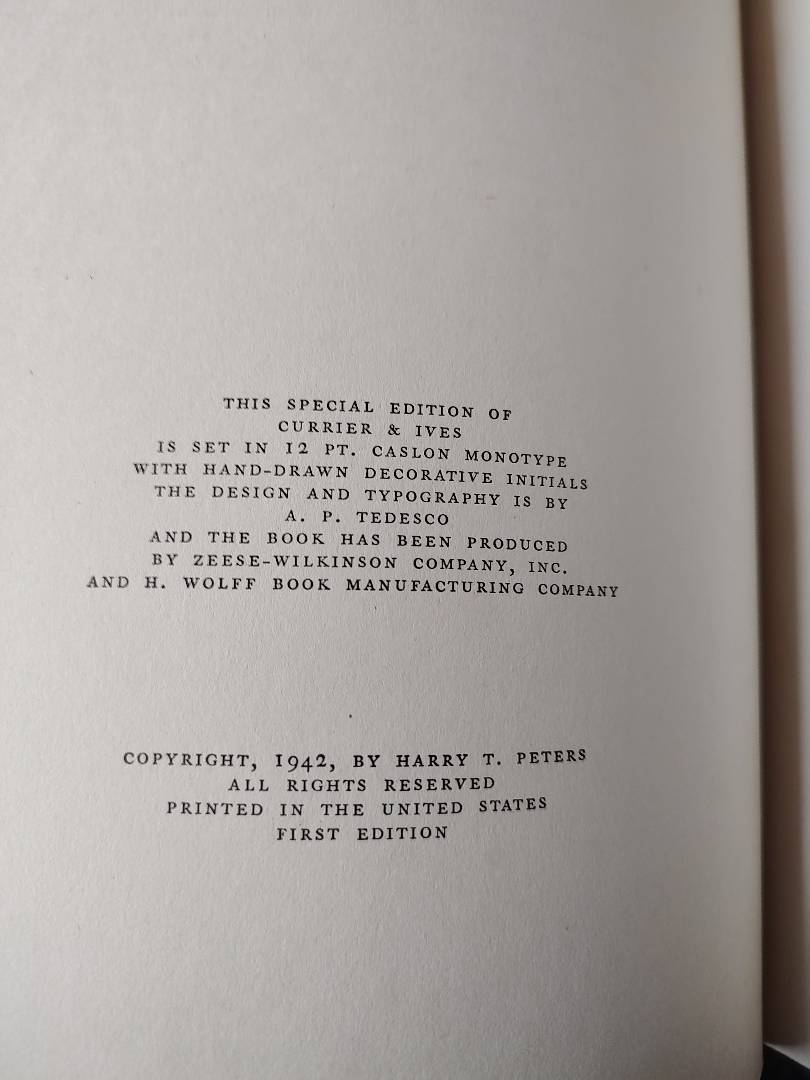 THIS SPECIAL EDITION OF
CURRIER & IVES
IS SET IN 12 PT. CASLON MONOTYPE
WITH HAND-DRAWN DECORATIVE INITIALS
THE DESIGN AND TYPOGRAPHY IS BY
A. P. TEDESCO
AND THE BOOK HAS BEEN PRODUCED
BY ZEESE-WILKINSON COMPANY, INC.
AND H. WOLFF BOOK MANUFACTURING COMPANY
COPYRIGHT, 1942, BY HARRY T. PETERS
ALL RIGHTS RESERVED
PRINTED IN THE UNITED STATES
FIRST EDITION